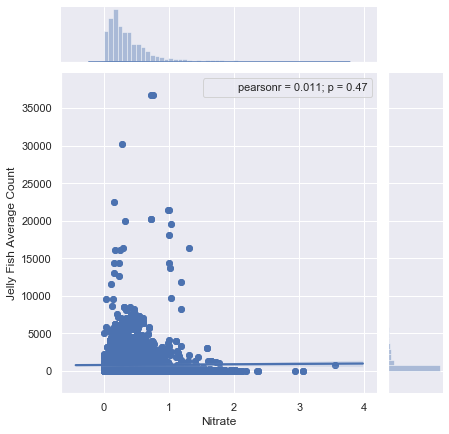 pearsonr = 0.011; p = 0.47
35000
30000
25000
20000
15000
10000
5000
0
Jelly Fish Average Count
0 1 2 3 4
Nitrate